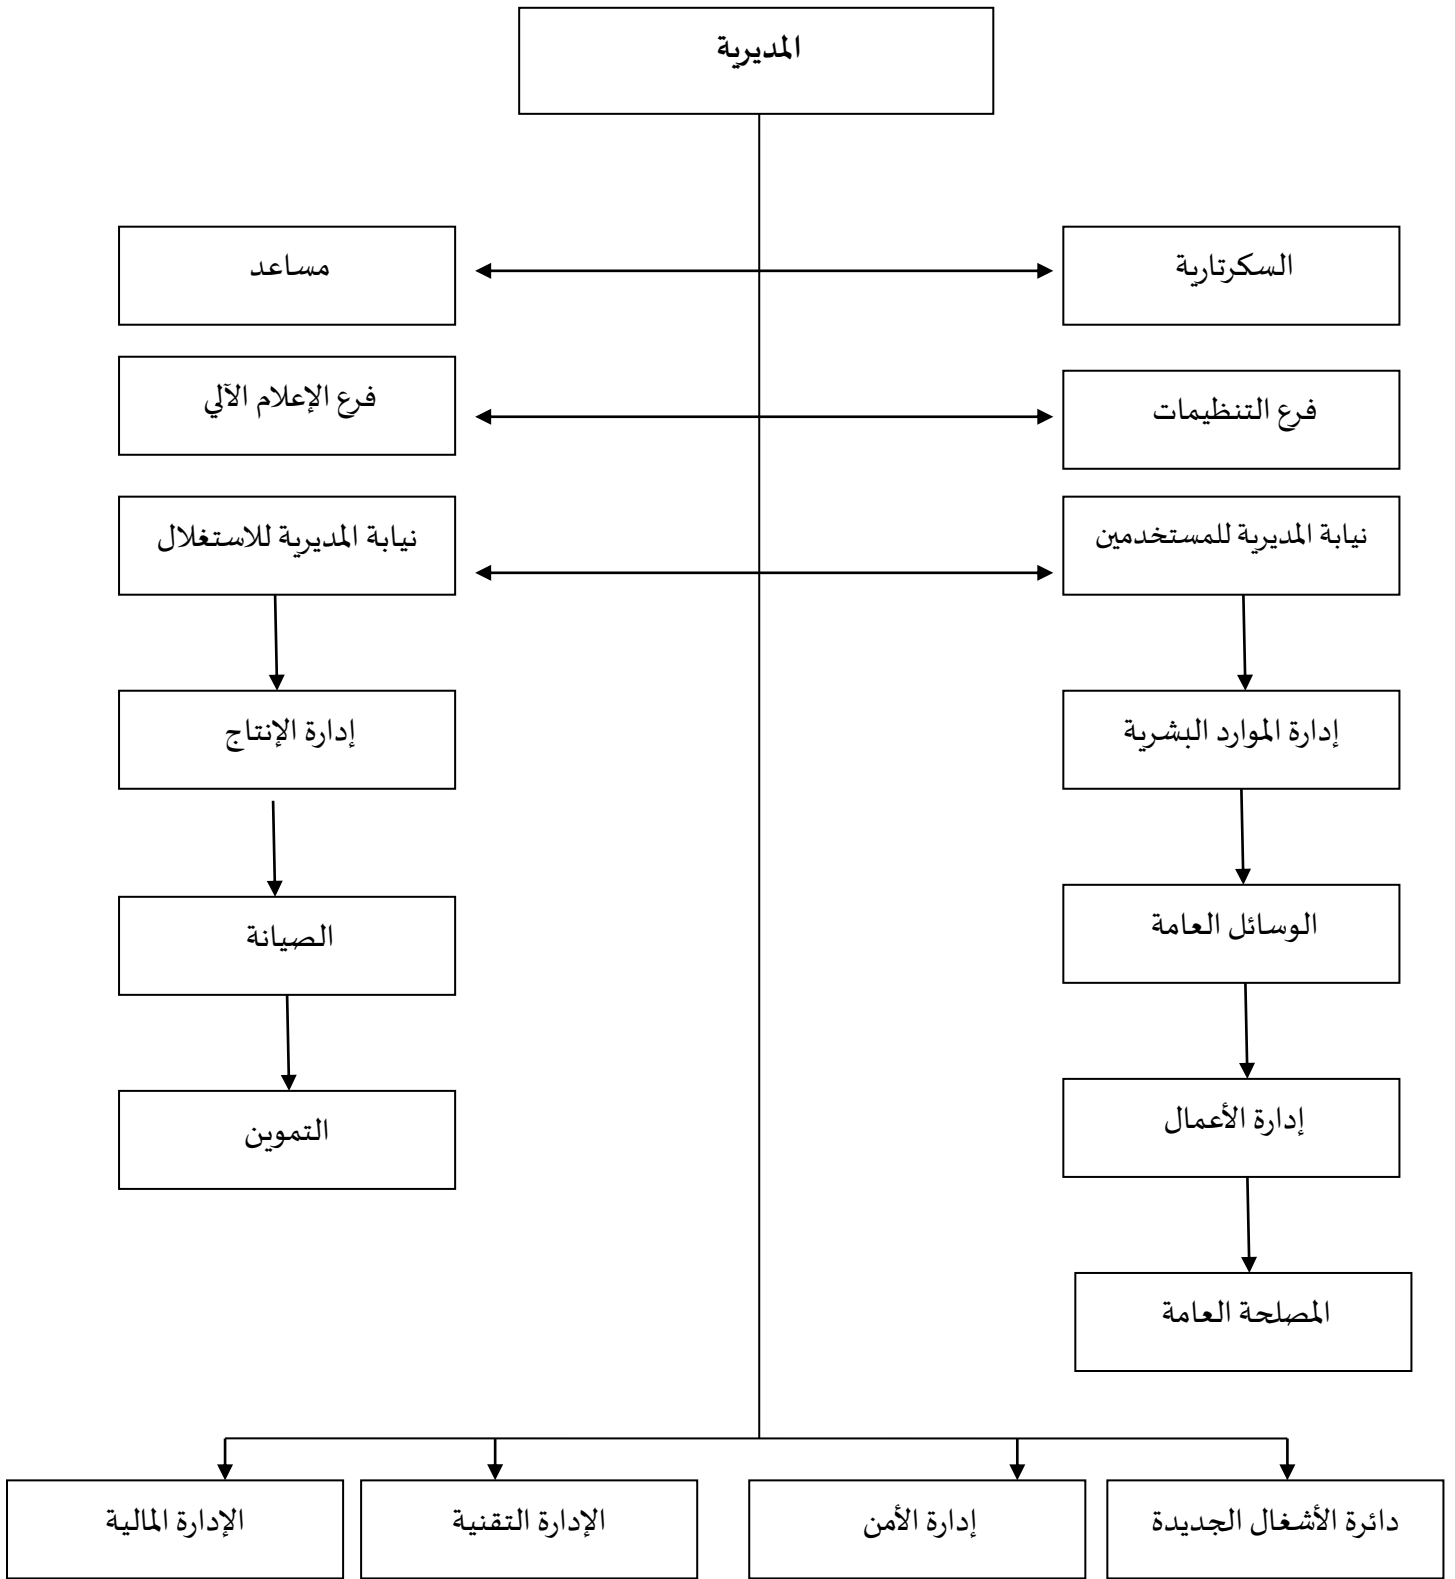 المديرية
السكرتارية
مساعد
فرع التنظيمات
فرع الإعلام الآلي
نيابة المديرية للمستخدمين
نيابة المديرية للاستغلال
إدارة الموارد البشرية
إدارة الإنتاج
الوسائل العامة
الصيانة
إدارة الأعمال
التموين
المصلحة العامة
دائرة الأشغال الجديدة
إدارة الأمن
الإدارة التقنية
الإدارة المالية